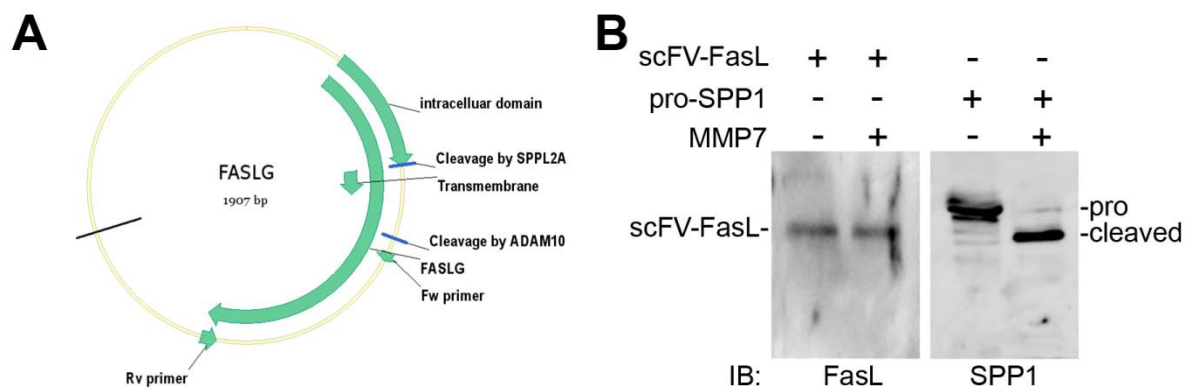 A
FASLG
1907 bp
intracelluar domain
Cleavage by SPPL2A
Transmembrane
Cleavage by ADAM10
FASLG
Fw primer
Rv primer
B
scFV-FasL + + - -
pro-SPP1 - - + +
MMP7 - + - +
scFV-FasL-
-pro
-cleaved
IB: FasL SPP1